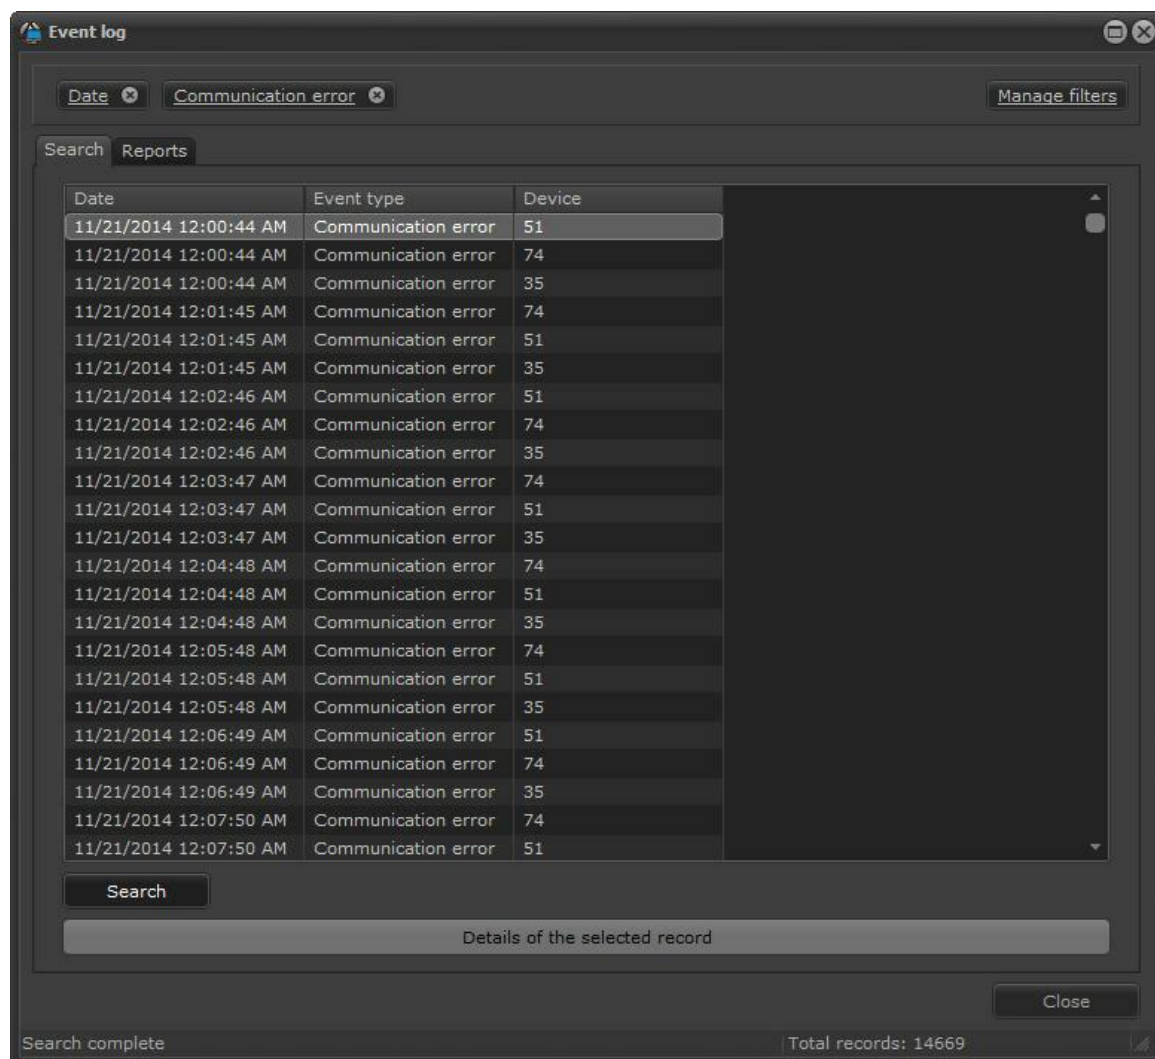 Event log
Date Communication error Manage filters
Search Reports
Date Event type Device
11/21/2014 12:00:44 AM Communication error 51
11/21/2014 12:00:44 AM Communication error 74
11/21/2014 12:00:44 AM Communication error 35
11/21/2014 12:01:45 AM Communication error 74
11/21/2014 12:01:45 AM Communication error 51
11/21/2014 12:01:45 AM Communication error 35
11/21/2014 12:02:46 AM Communication error 51
11/21/2014 12:02:46 AM Communication error 74
11/21/2014 12:02:46 AM Communication error 35
11/21/2014 12:03:47 AM Communication error 74
11/21/2014 12:03:47 AM Communication error 51
11/21/2014 12:03:47 AM Communication error 35
11/21/2014 12:04:48 AM Communication error 74
11/21/2014 12:04:48 AM Communication error 51
11/21/2014 12:04:48 AM Communication error 35
11/21/2014 12:05:48 AM Communication error 74
11/21/2014 12:05:48 AM Communication error 51
11/21/2014 12:05:48 AM Communication error 35
11/21/2014 12:06:49 AM Communication error 51
11/21/2014 12:06:49 AM Communication error 74
11/21/2014 12:06:49 AM Communication error 35
11/21/2014 12:07:50 AM Communication error 74
11/21/2014 12:07:50 AM Communication error 51
Search
Details of the selected record
Close
Search complete Total records: 14669